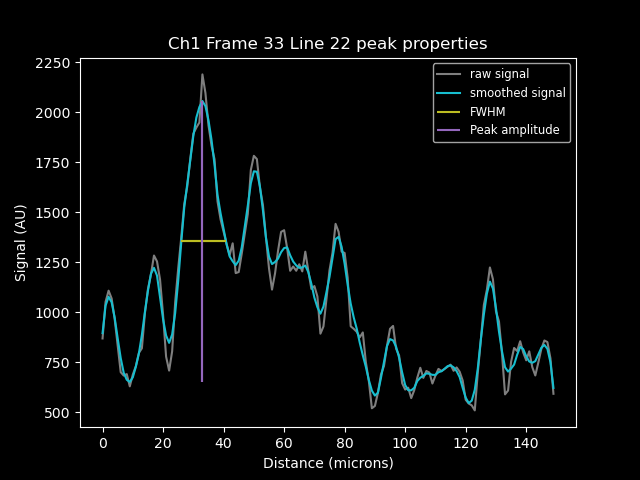 Ch1 Frame 33 Line 22 peak properties
raw signal
smoothed signal
FWHM
Peak amplitude
Signal (AU)
2250
2000
1750
1500
1250
1000
750
500
0 20 40 60 80 100 120 140
Distance (microns)